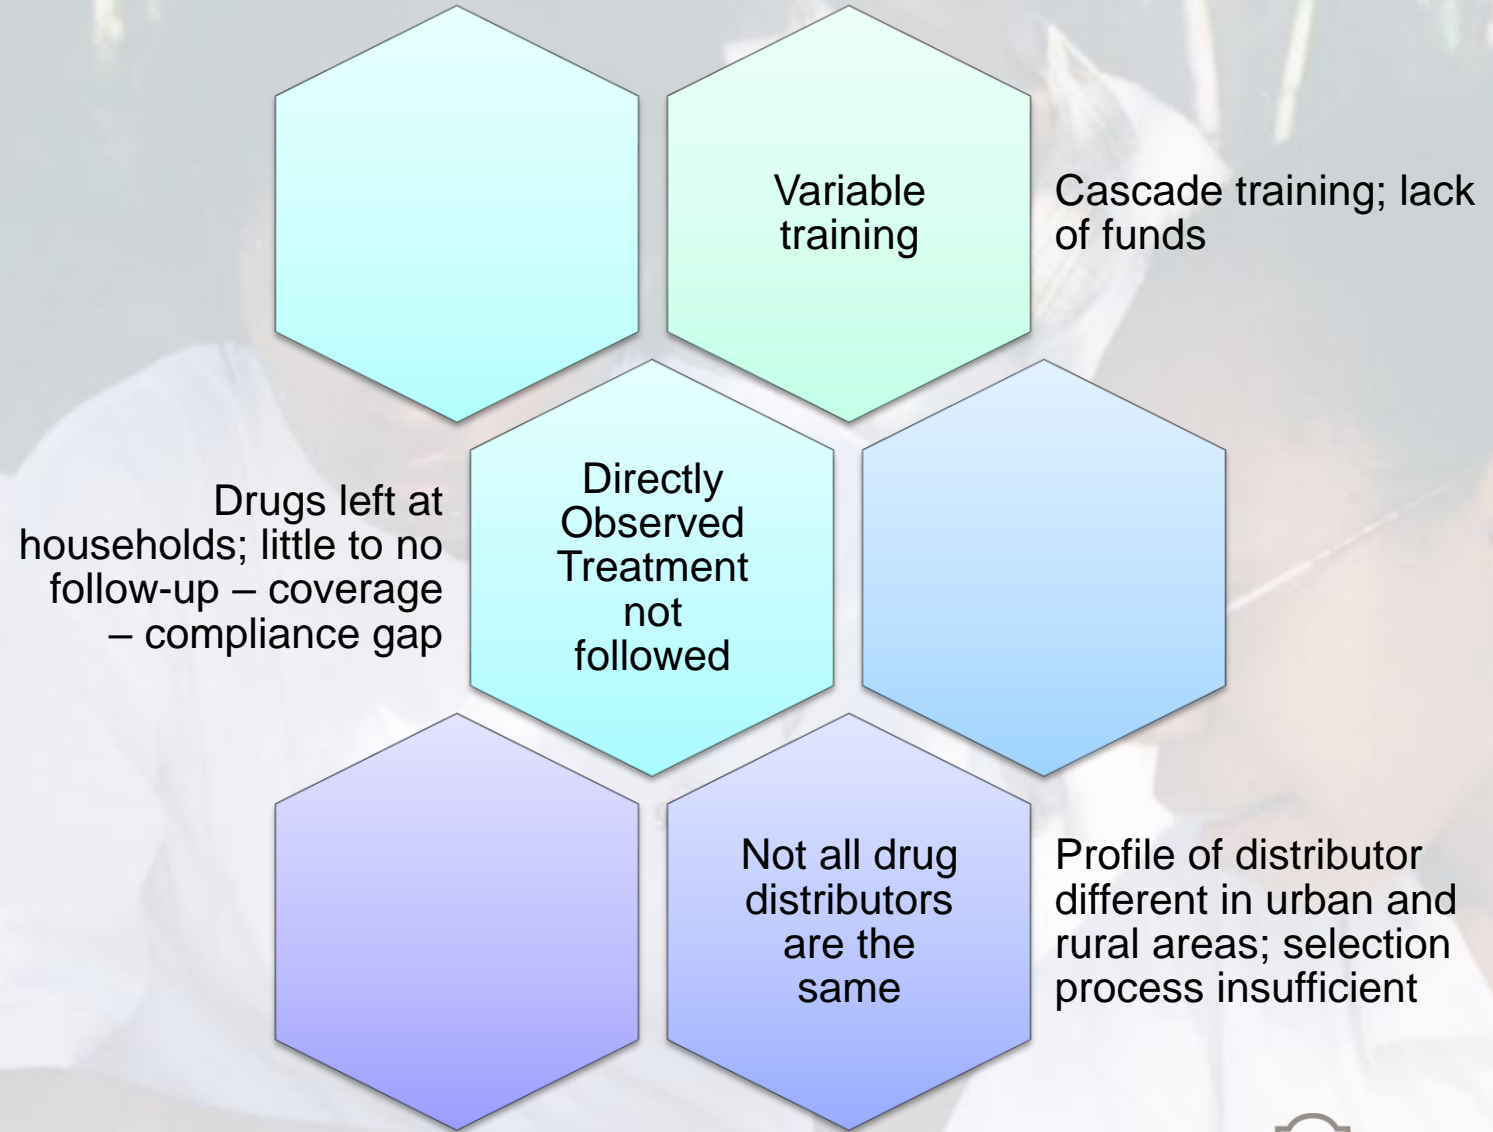 Variable
training
Cascade training; lack
of funds
Drugs left at
households; little to no
follow-up – coverage
– compliance gap
Directly
Observed
Treatment
not
followed
Not all drug
distributors
are the
same
Profile of distributor
different in urban and
rural areas; selection
process insufficient